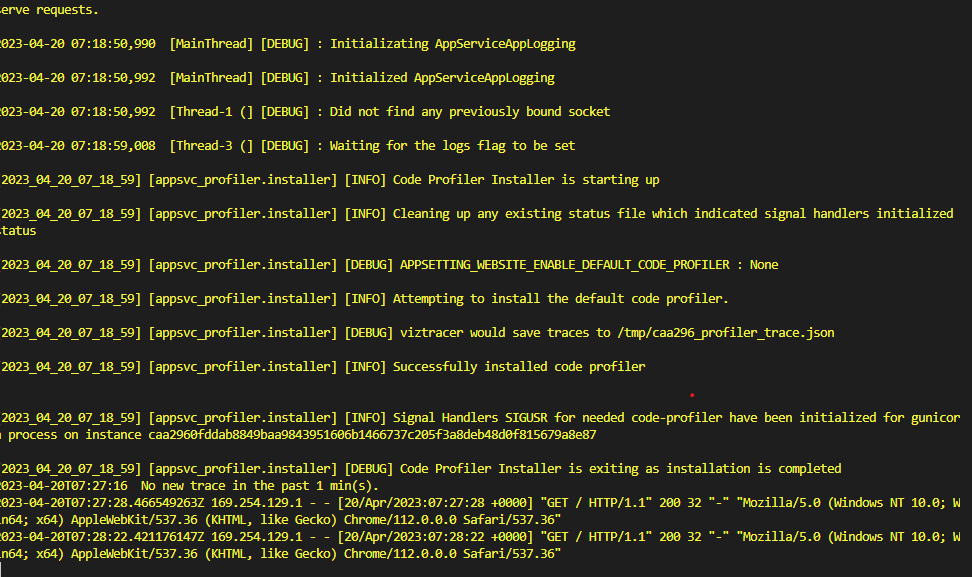 erve requests.
023-04-20 07:18:50,990  [MainThread] [DEBUG] : Initializating AppServiceAppLogging
023-04-20 07:18:50,992  [MainThread] [DEBUG] : Initialized AppServiceAppLogging
023-04-20 07:18:50,992  [Thread-1 (] [DEBUG] : Did not find any previously bound socket
023-04-20 07:18:59,008  [Thread-3 (] [DEBUG] : Waiting for the logs flag to be set
2023_04_20_07_18_59] [appsvc_profiler.installer] [INFO] Code Profiler Installer is starting up
2023_04_20_07_18_59] [appsvc_profiler.installer] [INFO] Cleaning up any existing status file which indicated signal handlers initialized
tatus
2023_04_20_07_18_59] [appsvc_profiler.installer] [DEBUG] APPSETTING_WEBSITE_ENABLE_DEFAULT_CODE_PROFILER : None
2023_04_20_07_18_59] [appsvc_profiler.installer] [INFO] Attempting to install the default code profiler.
2023_04_20_07_18_59] [appsvc_profiler.installer] [DEBUG] viztracer would save traces to /tmp/caa296_profiler_trace.json
2023_04_20_07_18_59] [appsvc_profiler.installer] [INFO] Successfully installed code profiler
2023_04_20_07_18_59] [appsvc_profiler.installer] [INFO] Signal Handlers SIGUSR for needed code-profiler have been initialized for gunicor
n process on instance caa2960fddab8849baa9843951606b1466737c205f3a8deb48d0f815679a8e87
2023_04_20_07_18_59] [appsvc_profiler.installer] [DEBUG] Code Profiler Installer is exiting as installation is completed
023-04-20T07:27:16  No new trace in the past 1 min(s).
023-04-20T07:27:28.466549263Z 169.254.129.1 - - [20/Apr/2023:07:27:28 +0000] "GET / HTTP/1.1" 200 32 "-" "Mozilla/5.0 (Windows NT 10.0; W
in64; x64) AppleWebKit/537.36 (KHTML, like Gecko) Chrome/112.0.0.0 Safari/537.36"
023-04-20T07:28:22.421176147Z 169.254.129.1 - - [20/Apr/2023:07:28:22 +0000] "GET / HTTP/1.1" 200 32 "-" "Mozilla/5.0 (Windows NT 10.0; W
in64; x64) AppleWebKit/537.36 (KHTML, like Gecko) Chrome/112.0.0.0 Safari/537.36"